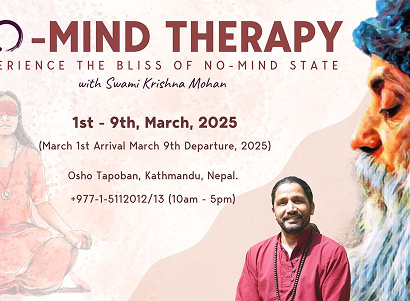 O-MIND THERAPY
ERIENCE THE BLISS OF NO-MIND STATE
with Swami Krishna Mohan
1st - 9th, March, 2025
(March 1st Arrival March 9th Departure, 2025)
Osho Tapoban, Kathmandu, Nepal.
+977-1-5112012/13 (10am - 5pm)